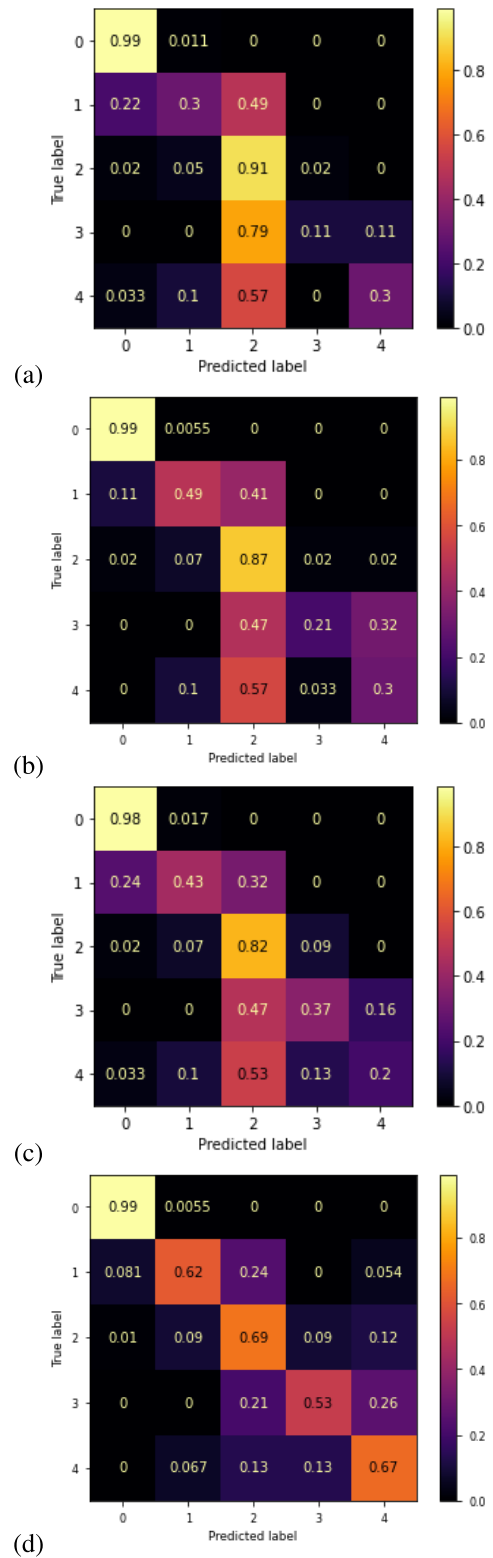 0 0.99 0.011 0 0 0 0.8
1 0.22 0.3 0.49 0 0 0.6
2 0.02 0.05 0.91 0.02 0 0.4
3 0 0 0.79 0.11 0.11 0.2
4 0.033 0.1 0.57 0 0.3 0.0
True label
0 1 2 3 4
Predicted label
(a)
0 0.99 0.0055 0 0 0 0.8
1 0.11 0.49 0.41 0 0 0.6
2 0.02 0.07 0.87 0.02 0.02 0.4
3 0 0 0.47 0.21 0.32 0.2
4 0 0.1 0.57 0.033 0.3 0.0
True label
0 1 2 3 4
Predicted label
(b)
0 0.98 0.017 0 0 0 0.8
1 0.24 0.43 0.32 0 0 0.6
2 0.02 0.07 0.82 0.09 0 0.4
3 0 0 0.47 0.37 0.16 0.2
4 0.033 0.1 0.53 0.13 0.2 0.0
True label
0 1 2 3 4
Predicted label
(c)
0 0.99 0.0055 0 0 0 0.8
1 0.081 0.62 0.24 0 0.054 0.6
2 0.01 0.09 0.69 0.09 0.12 0.4
3 0 0 0.21 0.53 0.26 0.2
4 0 0.067 0.13 0.13 0.67 0.0
True label
0 1 2 3 4
Predicted label
(d)